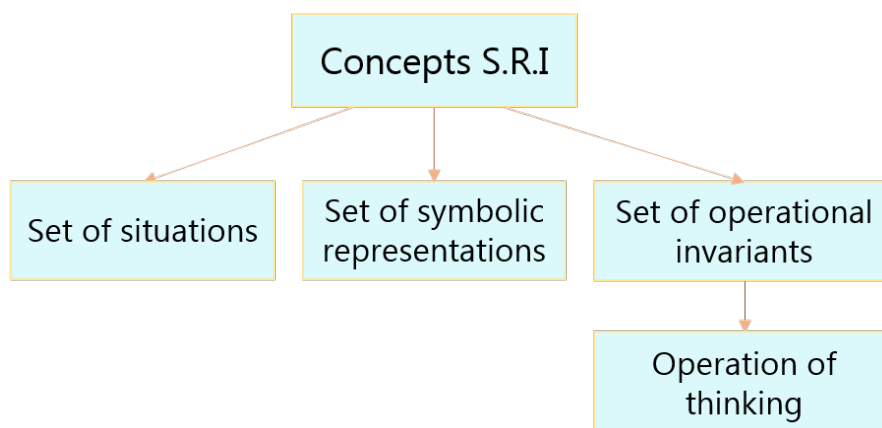 Concepts S.R.I
Set of situations
Set of symbolic
representations
Set of operational
invariants
Operation of
thinking